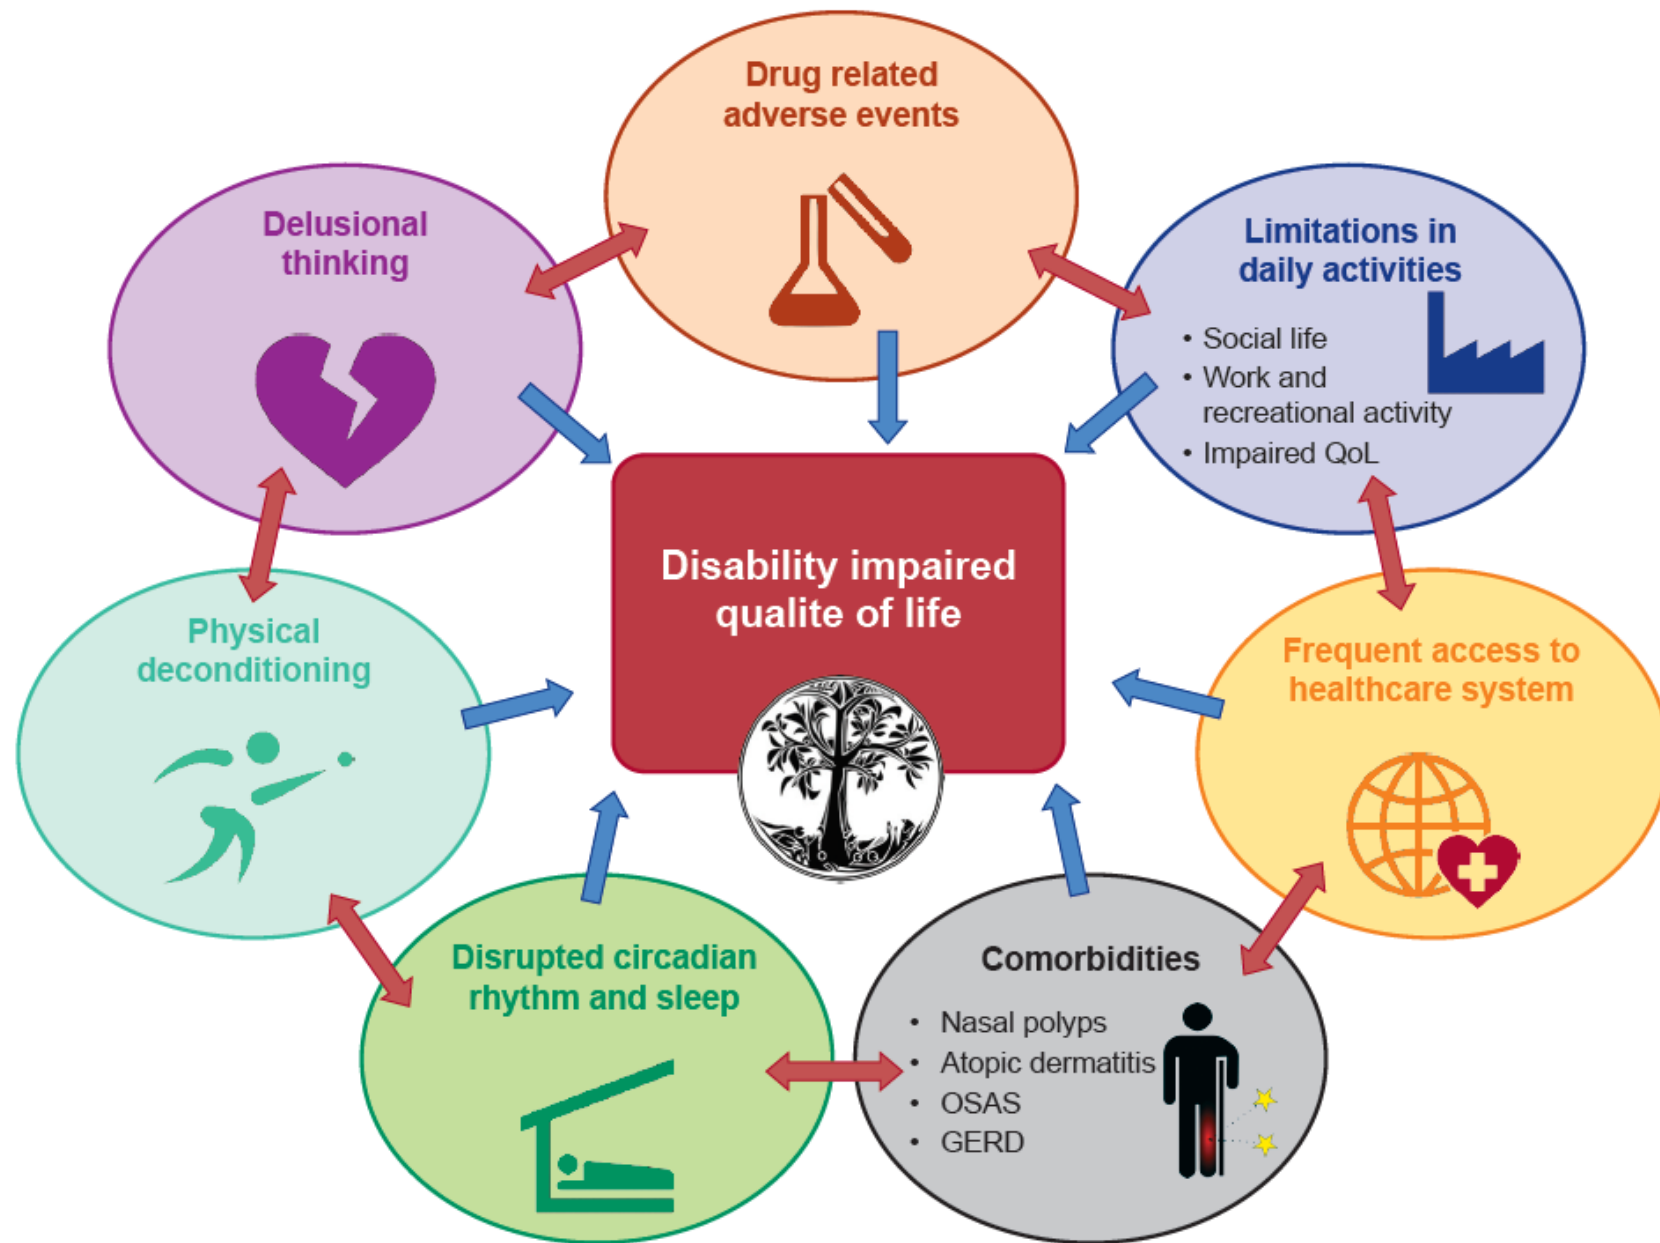 Drug related
adverse events
Delusional
thinking
Limitations in
daily activities
• Social life
• Work and
recreational activity
• Impaired QoL
Disability impaired
qualite of life
Physical
deconditioning
Frequent access to
healthcare system
Disrupted circadian
rhythm and sleep
Comorbidities
• Nasal polyps
• Atopic dermatitis
• OSAS
• GERD